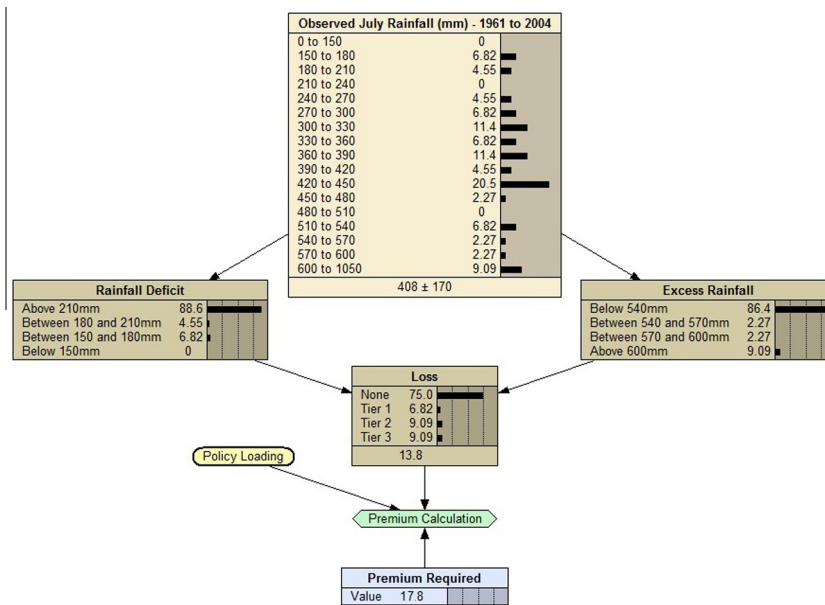 Observed July Rainfall (mm) - 1961 to 2004
0 to 150 0
150 to 180 6.82
180 to 210 4.55
210 to 240 0
240 to 270 4.55
270 to 300 6.82
300 to 330 11.4
330 to 360 6.82
360 to 390 11.4
390 to 420 4.55
420 to 450 20.5
450 to 480 2.27
480 to 510 0
510 to 540 6.82
540 to 570 2.27
570 to 600 2.27
600 to 1050 9.09
408 ± 170
Rainfall Deficit
Above 210mm 88.6
Between 180 and 210mm 4.55
Between 150 and 180mm 6.82
Below 150mm 0
Excess Rainfall
Below 540mm 86.4
Between 540 and 570mm 2.27
Between 570 and 600mm 2.27
Above 600mm 9.09
Loss
None 75.0
Tier 1 6.82
Tier 2 9.09
Tier 3 9.09
13.8
Policy Loading
Premium Calculation
Premium Required
Value 17.8